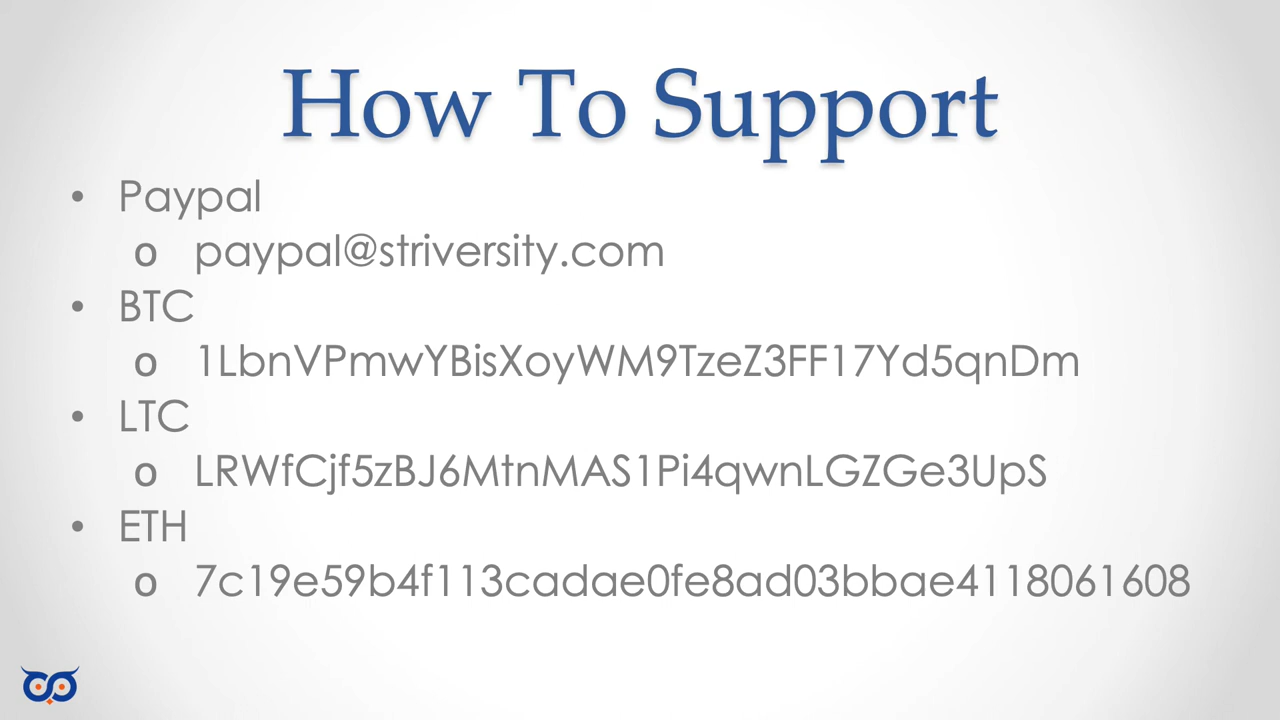 How To Support
• Paypal
o paypal@striversity.com
• BTC
o 1LbnVPmwYBisXoyWM9TzeZ3FF17Yd5qnDm
• LTC
o LRWfCjf5zBJ6MtnMAS1Pi4qwnLGZGe3UpS
• ETH
o 7c19e59b4f113cadae0fe8ad03bbae4118061608